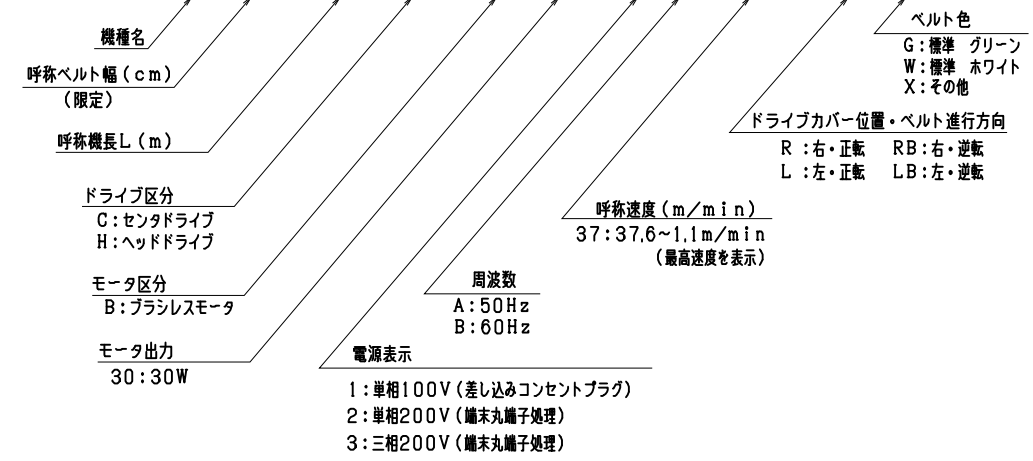 機種名
呼称ベルト幅(cm)
(限定)
呼称機長L(m)
ドライブ区分
C:センタドライブ
H:ヘッドドライブ
モータ区分
B:ブラシレスモータ
モータ出力
30:30W
電源表示
1:単相100V(差し込みコンセントプラグ)
2:単相200V(端末丸端子処理)
3:三相200V(端末丸端子処理)
周波数
A:50Hz
B:60Hz
呼称速度(m/min)
37:37.6~1.1m/min
(最高速度を表示)
ドライブカバー位置・ベルト進行方向
R :右・正転 RB:右・逆転
L :左・正転 LB:左・逆転
ベルト色
G:標準 グリーン
W:標準 ホワイト
X:その他